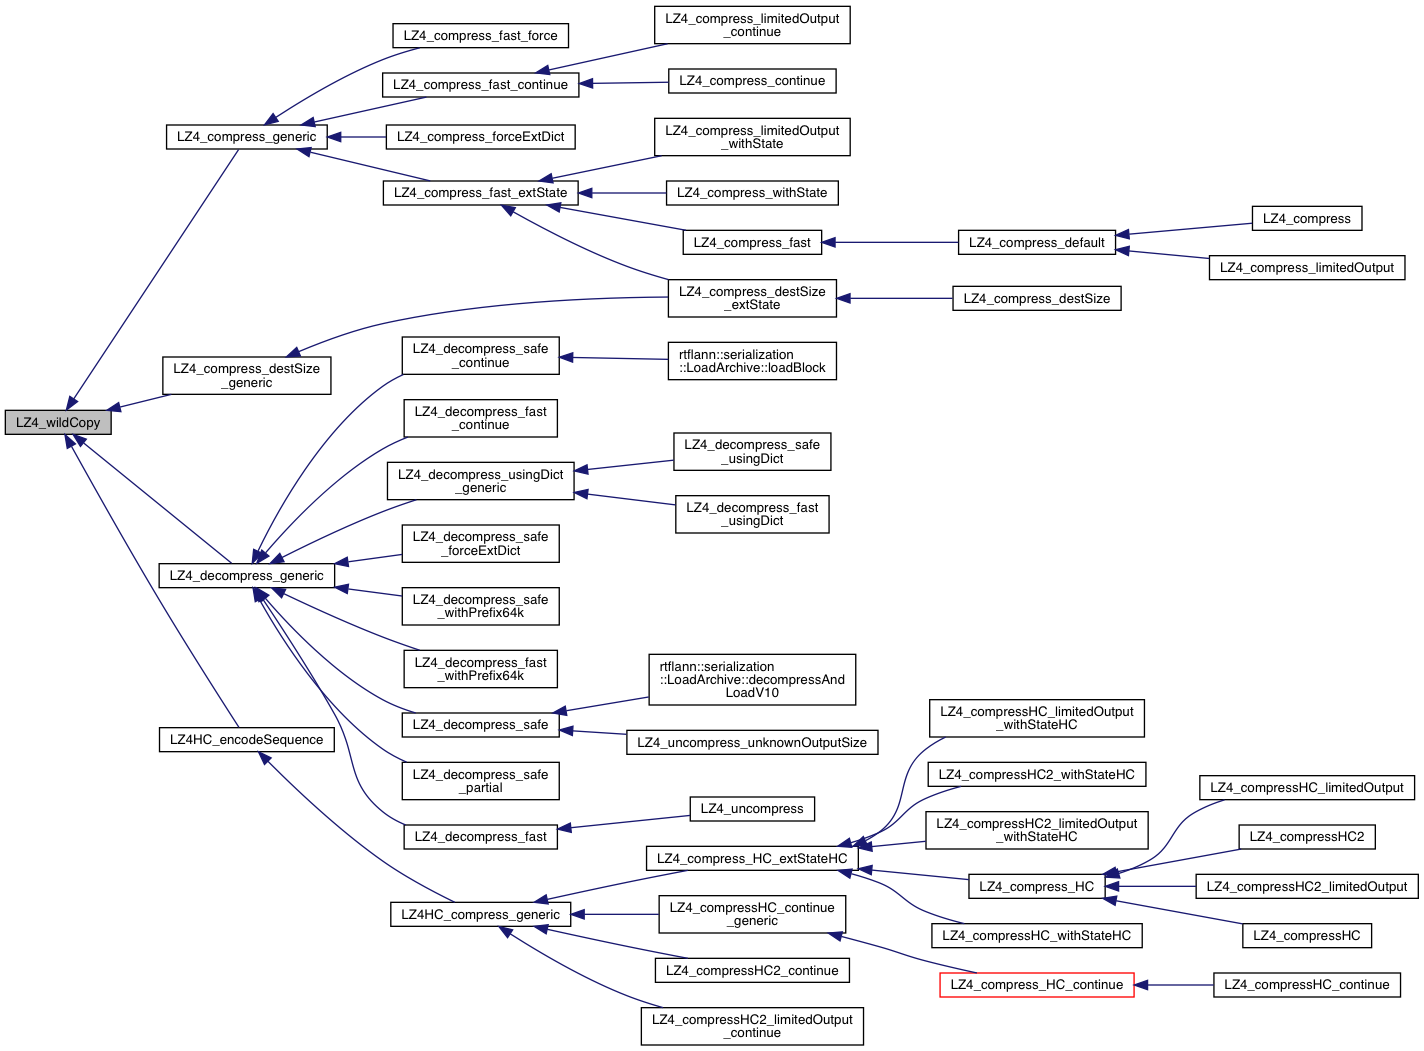 LZ4_wildCopy
LZ4_compress_generic
LZ4_compress_destSize
_generic
LZ4_decompress_generic
LZ4HC_encodeSequence
LZ4_compress_fast_force
LZ4_compress_fast_continue
LZ4_compress_forceExtDict
LZ4_compress_fast_extState
LZ4_decompress_safe
_continue
LZ4_decompress_fast
_continue
LZ4_decompress_usingDict
_generic
LZ4_decompress_safe
_forceExtDict
LZ4_decompress_safe
_withPrefix64k
LZ4_decompress_fast
_withPrefix64k
LZ4_decompress_safe
LZ4_decompress_safe
_partial
LZ4_decompress_fast
LZ4HC_compress_generic
LZ4_compress_limitedOutput
_continue
LZ4_compress_continue
LZ4_compress_limitedOutput
_withState
LZ4_compress_withState
LZ4_compress_fast
LZ4_compress_destSize
_extState
rtflann::serialization
::LoadArchive::loadBlock
LZ4_decompress_safe
_usingDict
LZ4_decompress_fast
_usingDict
rtflann::serialization
::LoadArchive::decompressAnd
LoadV10
LZ4_uncompress_unknownOutputSize
LZ4_uncompress
LZ4_compress_HC_extStateHC
LZ4_compressHC_continue
_generic
LZ4_compressHC2_continue
LZ4_compressHC2_limitedOutput
_continue
LZ4_compress_default
LZ4_compress_destSize
LZ4_compressHC_limitedOutput
_withStateHC
LZ4_compressHC2_withStateHC
LZ4_compressHC2_limitedOutput
_withStateHC
LZ4_compress_HC
LZ4_compressHC_withStateHC
LZ4_compress_HC_continue
LZ4_compress
LZ4_compress_limitedOutput
LZ4_compressHC_limitedOutput
LZ4_compressHC2
LZ4_compressHC2_limitedOutput
LZ4_compressHC
LZ4_compressHC_continue